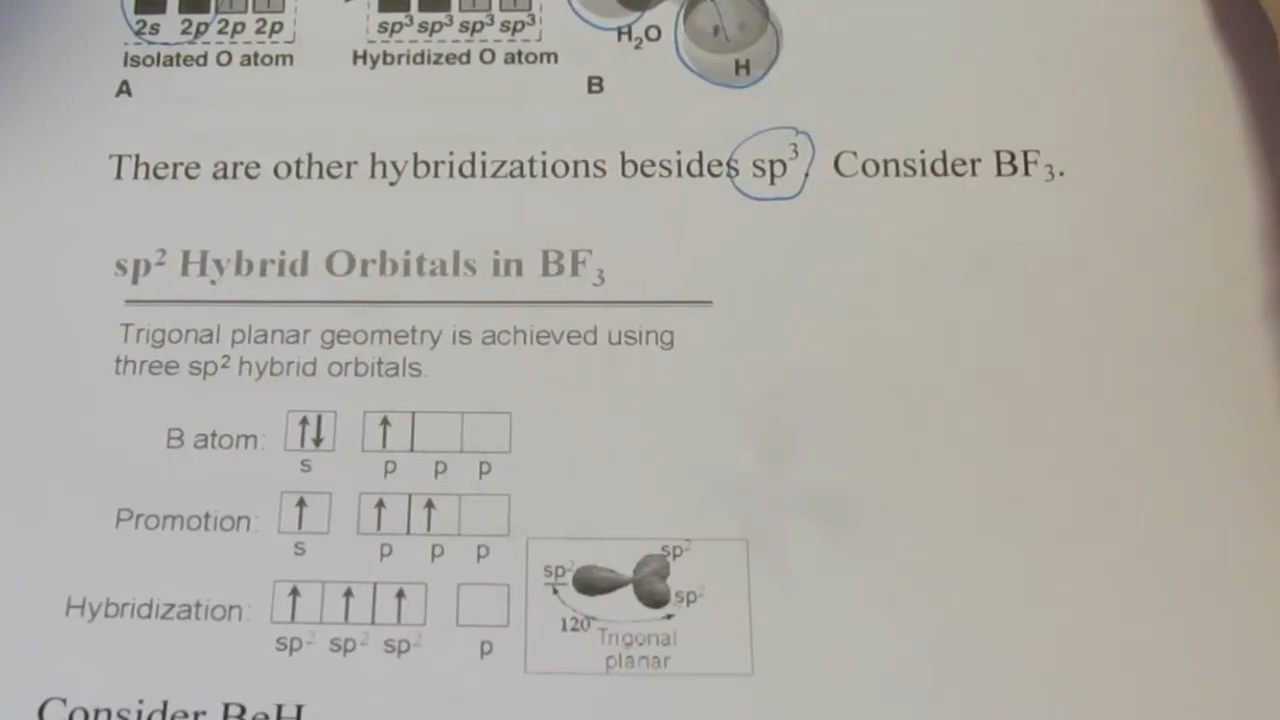 2s 2p 2p 2p
sp³ sp³ sp³ sp³
H₂O
H
Isolated O atom
Hybridized O atom
A
B
There are other hybridizations besides sp³. Consider BF₃.
sp² Hybrid Orbitals in BF₃
Trigonal planar geometry is achieved using
three sp² hybrid orbitals.
B atom:
s p p p
Promotion:
s p p p
Hybridization:
sp² sp² sp² p
sp²
sp²
sp²
120°
Trigonal
planar
Consider BeH